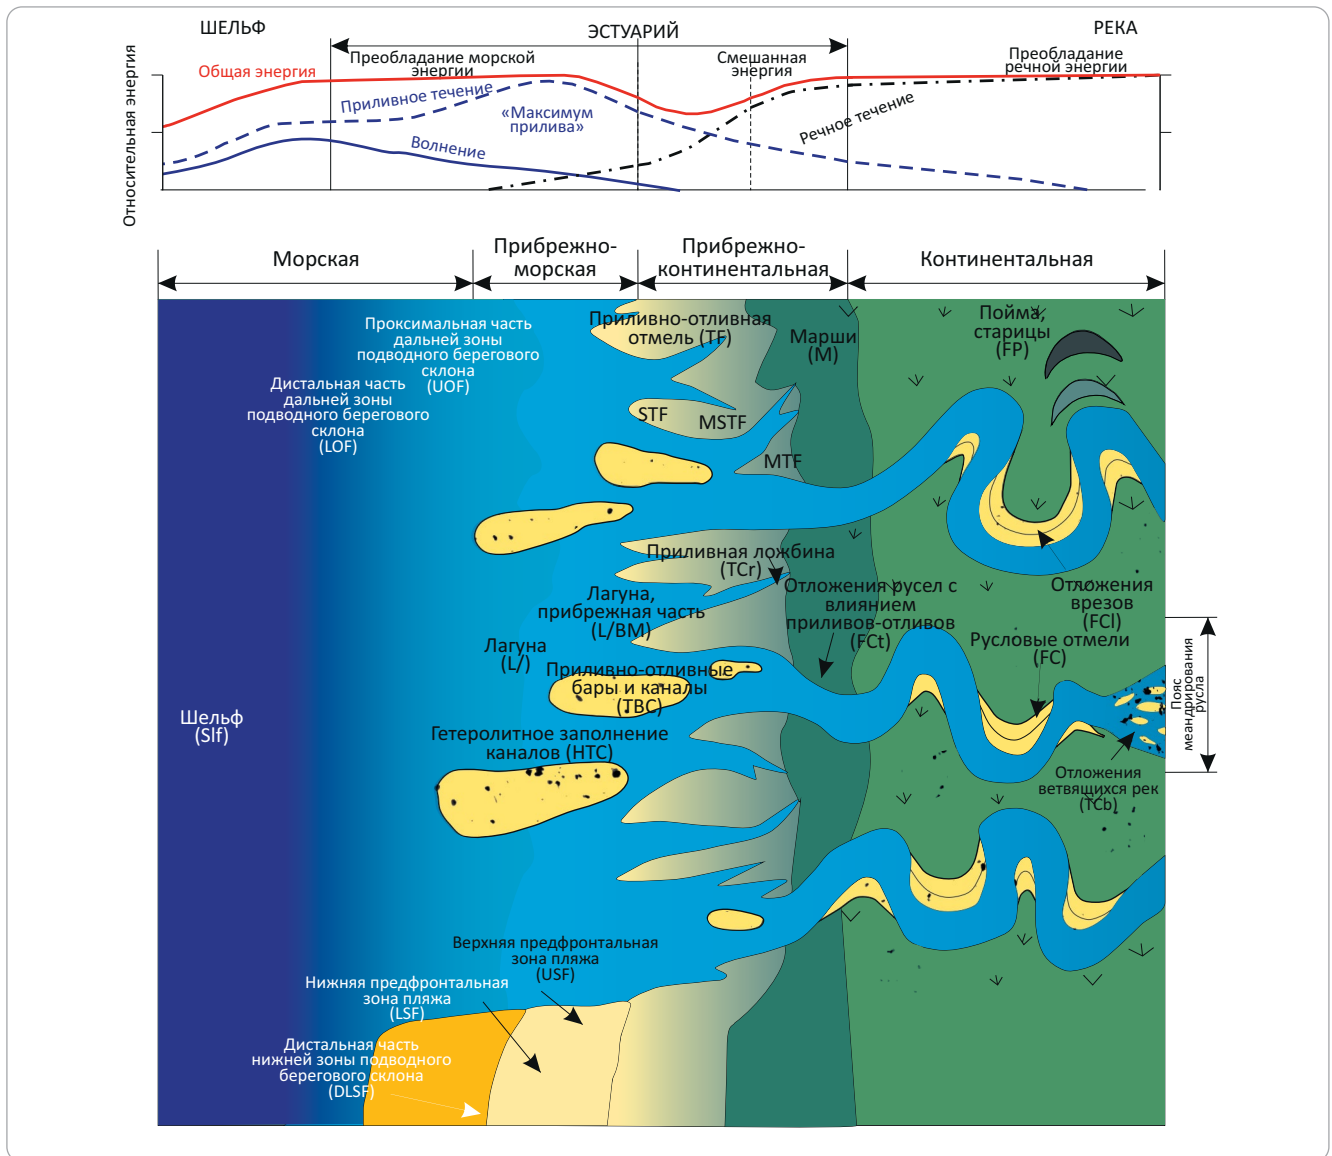 ШЕЛЬФ
ЭСТУАРИЙ
РЕКА
Относительная энергия
Общая энергия
Преобладание морской
энергии
Смешанная
энергия
Преобладание
речной энергии
Приливное течение
«Максимум
прилива»
Волнение
Речное течение
Морская
Прибрежно-
морская
Прибрежно-
континентальная
Континентальная
Проксимальная часть
дальней зоны
подводного берегового
склона
(UOF)
Дистальная часть
дальней зоны
подводного берегового
склона
(LOF)
Приливно-отливная
отмель (TF)
Марши
(M)
Пойма,
старицы
(FP)
STF
MSTF
MTF
Приливная ложбина
(TCr)
Отложения русел с
влиянием
приливов-отливов
(FCt)
Отложения
врезов
(FCl)
Русловые отмели
(FC)
Лагуна,
прибрежная часть
(L/BM)
Лагуна
(L/)
Приливно-отливные
бары и каналы
(TBC)
Гетеролитное заполнение
каналов (HTC)
Шельф
(Slf)
Пояс
меандрирования
русла
Отложения
ветвящихся рек
(TCb)
Верхняя предфронтальная
зона пляжа
(USF)
Нижняя предфронтальная
зона пляжа
(LSF)
Дистальная часть
нижней зоны подводного
берегового склона
(DLSF)